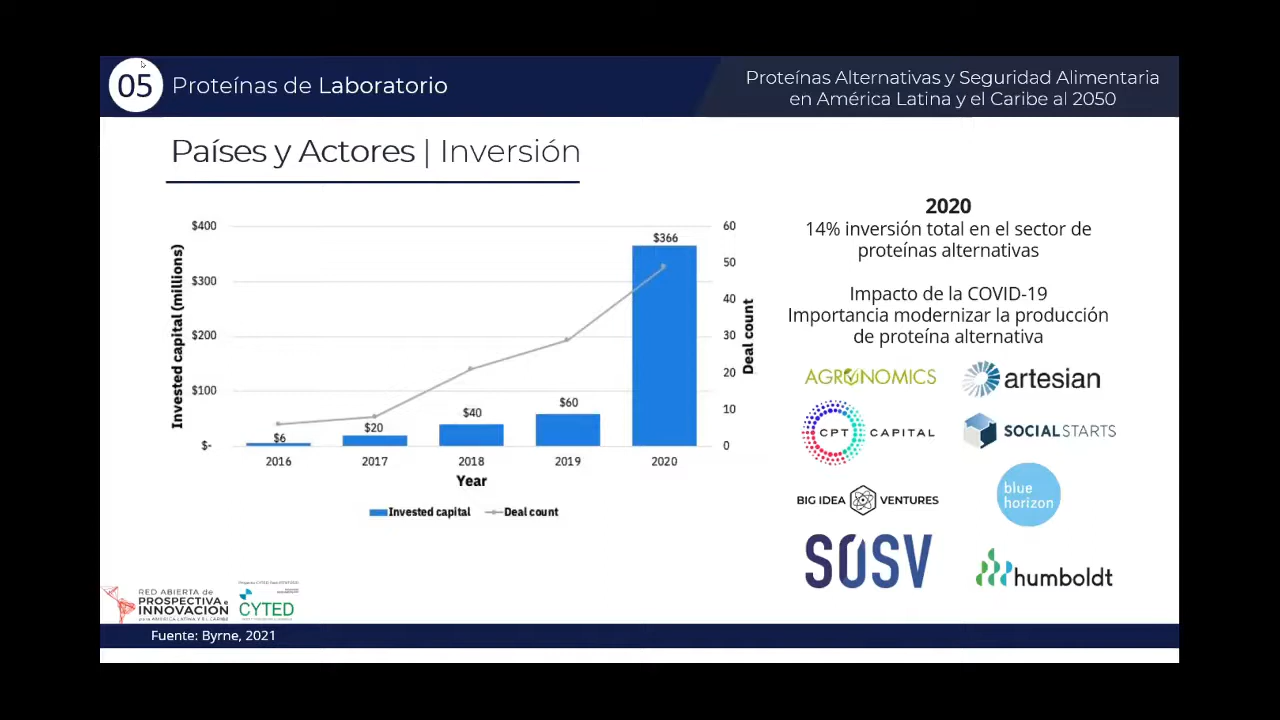 05
Proteínas de Laboratorio
Proteínas Alternativas y Seguridad Alimentaria
en América Latina y el Caribe al 2050
Países y Actores | Inversión
Invested capital (millions)
$400
$300
$200
$100
$-
$6
$20
$40
$60
$366
60
50
40
30
20
10
0
Deal count
2016 2017 2018 2019 2020
Year
Invested capital Deal count
2020
14% inversión total en el sector de
proteínas alternativas
Impacto de la COVID-19
Importancia modernizar la producción
de proteína alternativa
AGRONOMICS
artesian
CPT CAPITAL
SOCIALSTARTS
BIG IDEA VENTURES
blue
horizon
SOSV
humboldt
RED ABIERTA de
PROSPECTIVA e
INNOVACIÓN
CYTED
Fuente: Byrne, 2021